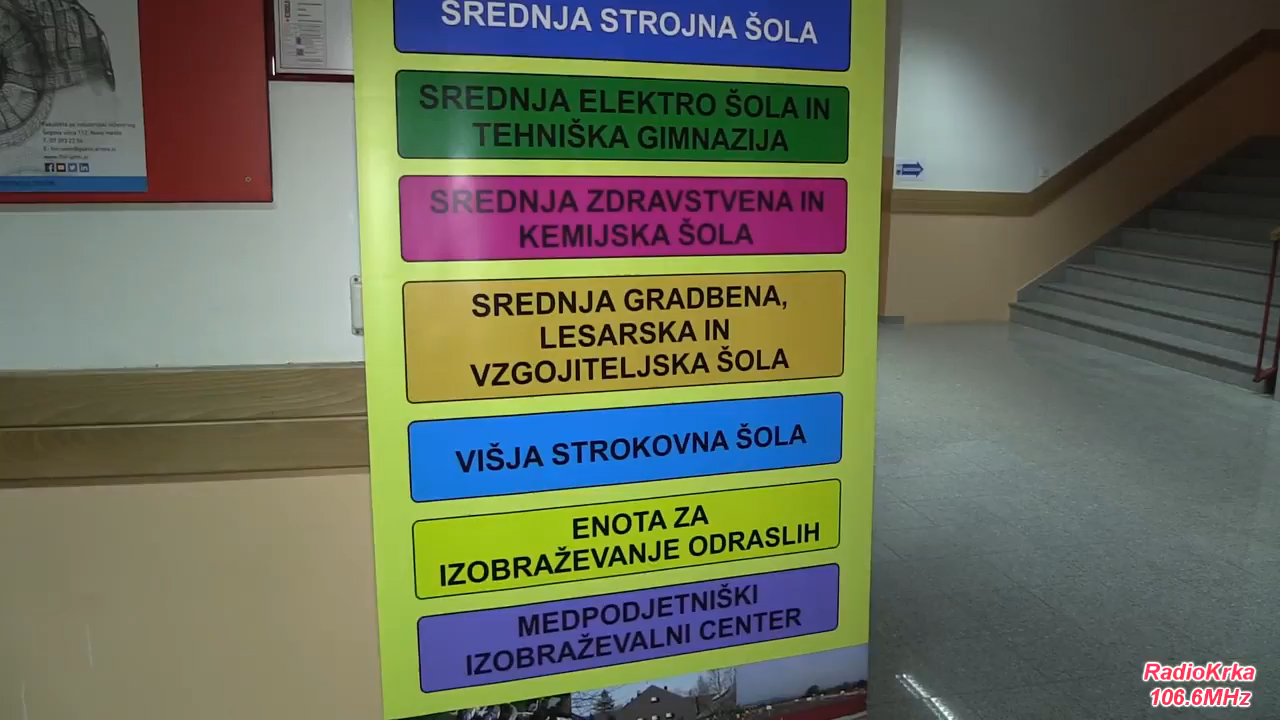 SREDNJA STROJNA ŠOLA
SREDNJA ELEKTRO ŠOLA IN
TEHNIŠKA GIMNAZIJA
SREDNJA ZDRAVSTVENA IN
KEMIJSKA ŠOLA
SREDNJA GRADBENA,
LESARSKA IN
VZGOJITELJSKA ŠOLA
VIŠJA STROKOVNA ŠOLA
ENOTA ZA
IZOBRAŽEVANJE ODRASLIH
MEDPODJETNIŠKI
IZOBRAŽEVALNI CENTER
RadioKrka
106.6MHz